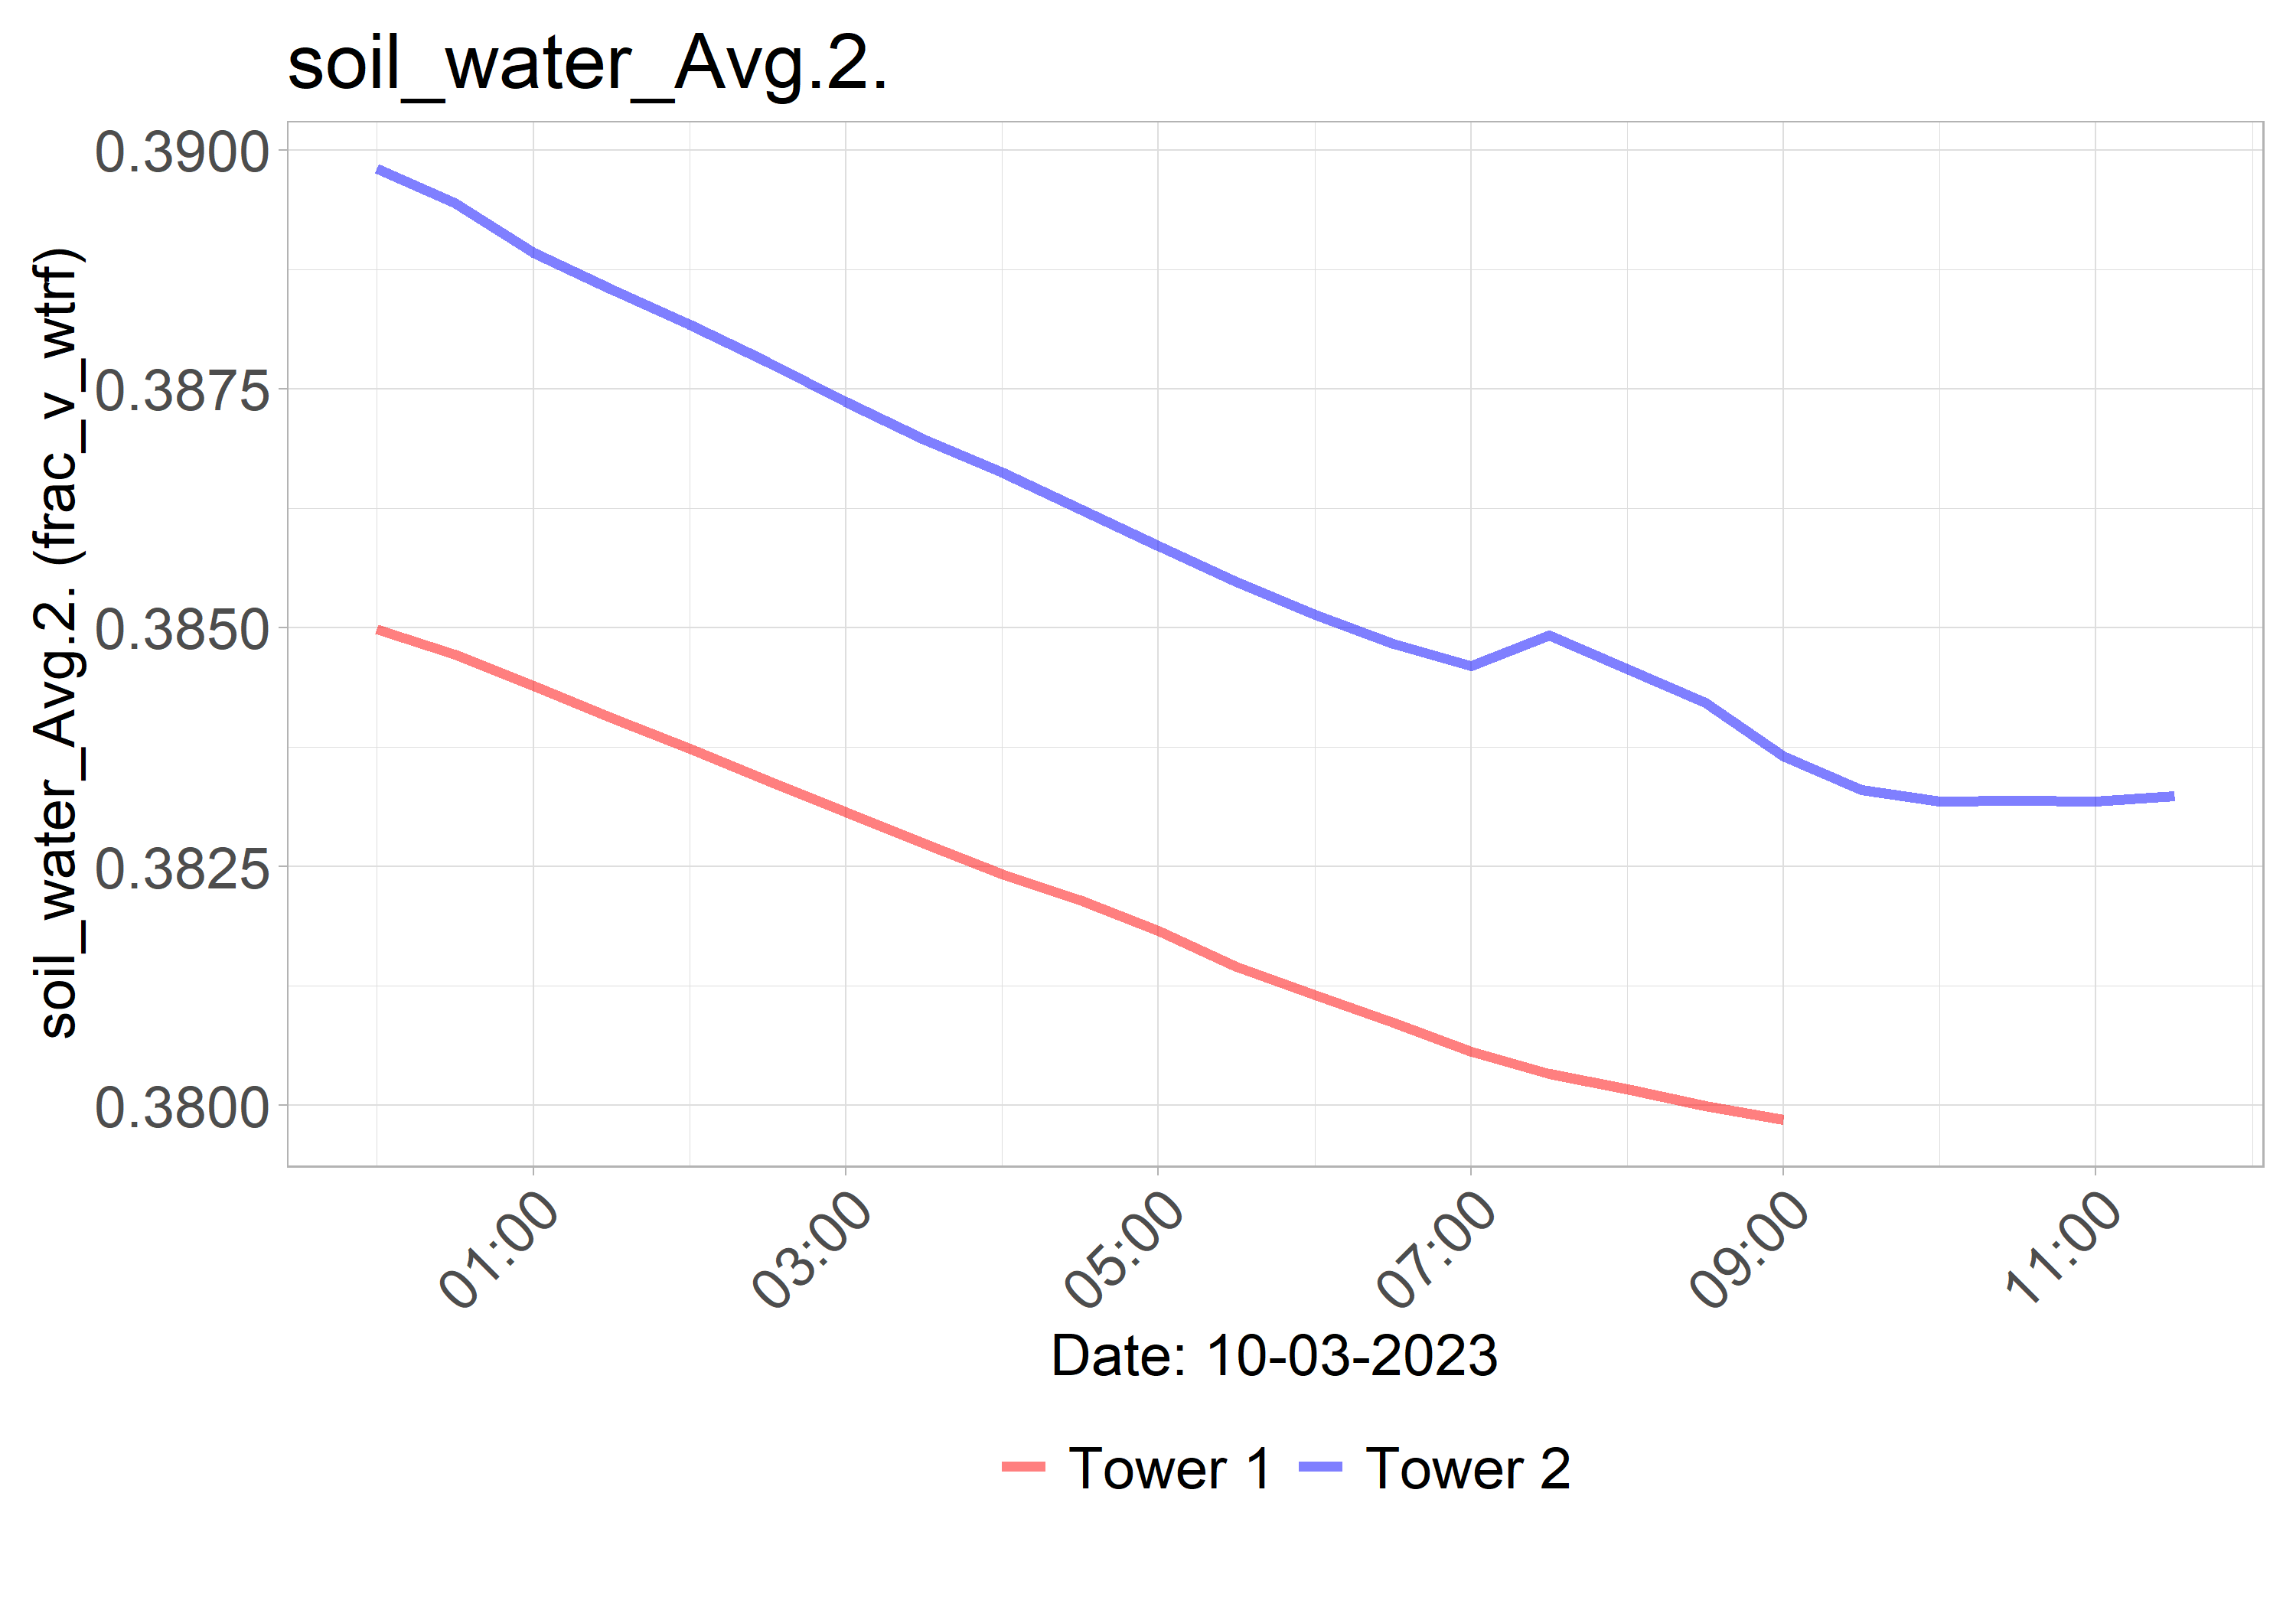 soil_water_Avg.2.
soil_water_Avg.2. (frac_v_wtrf)
0.3900
0.3875
0.3850
0.3825
0.3800
01:00
03:00
05:00
07:00
09:00
11:00
Date: 10-03-2023
Tower 1
Tower 2